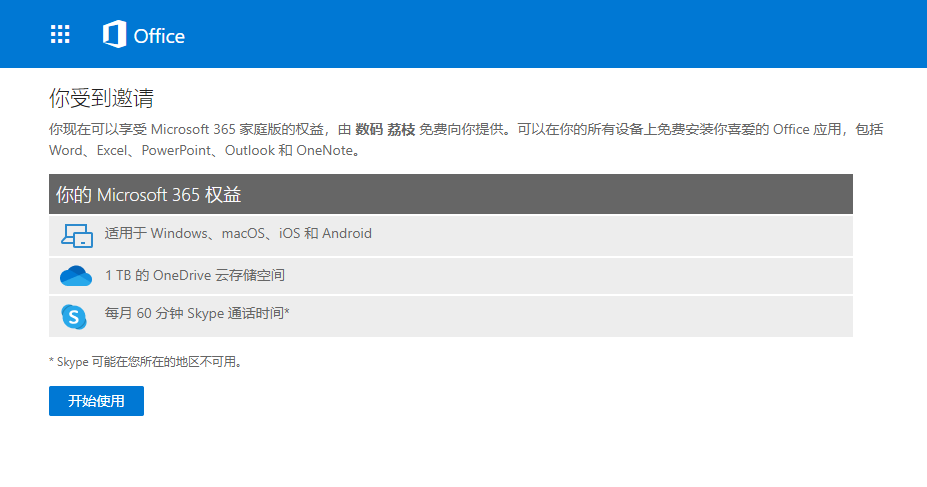 Office
你受到邀请
你现在可以享受 Microsoft 365 家庭版的权益，由 数码 荔枝 免费向你提供。可以在你的所有设备上免费安装你喜爱的 Office 应用，包括
Word、Excel、PowerPoint、Outlook 和 OneNote。
你的 Microsoft 365 权益
适用于 Windows、macOS、iOS 和 Android
1 TB 的 OneDrive 云存储空间
每月 60 分钟 Skype 通话时间*
* Skype 可能在您所在的地区不可用。
开始使用